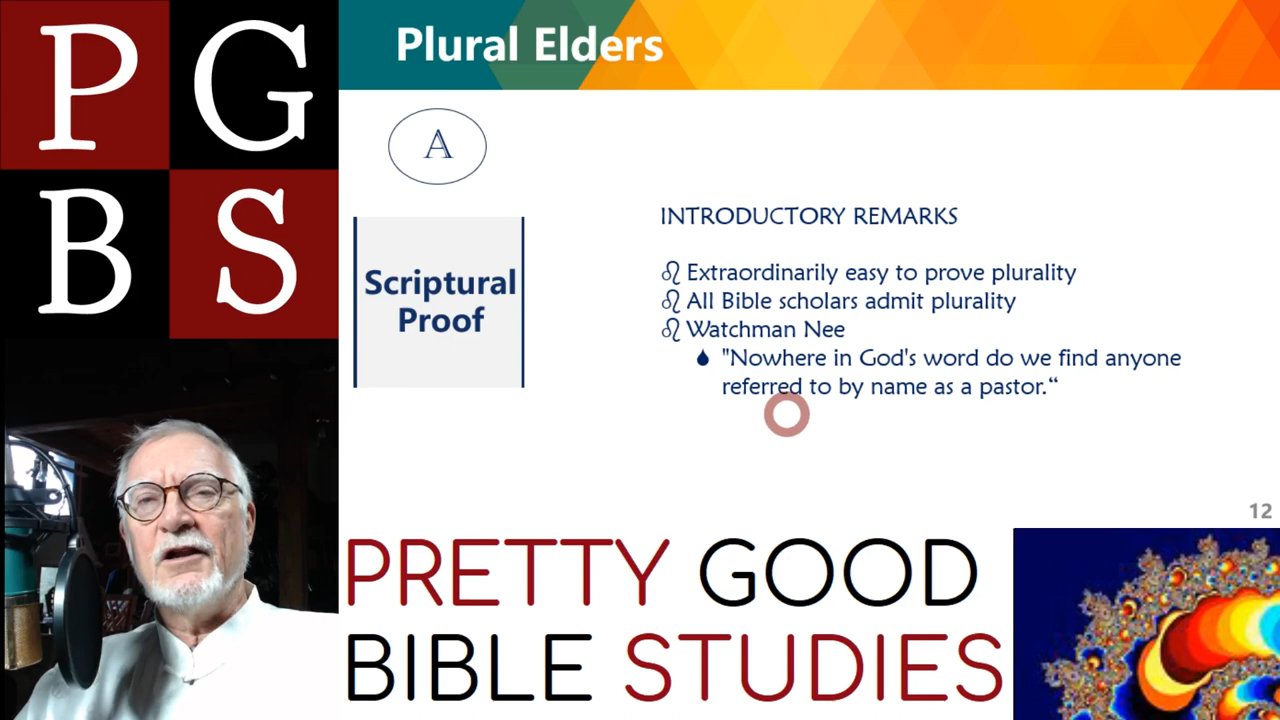 P G
B S
Plural Elders
A
Scriptural
Proof
INTRODUCTORY REMARKS
Extraordinarily easy to prove plurality
All Bible scholars admit plurality
Watchman Nee
"Nowhere in God's word do we find anyone
referred to by name as a pastor.“
12
PRETTY GOOD
BIBLE STUDIES